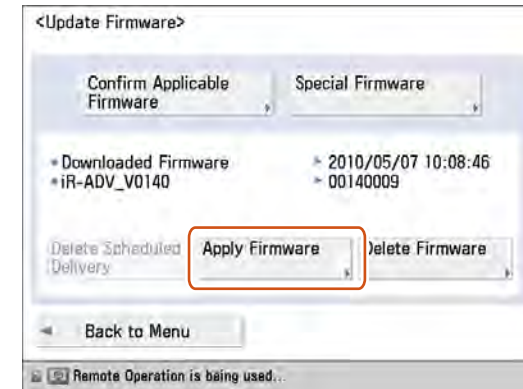 <Update Firmware>
Confirm Applicable
Firmware
Special Firmware
Downloaded Firmware
2010/05/07 10:08:46
iR-ADV_V0140
00140009
Delete Scheduled
Delivery
Apply Firmware
Delete Firmware
Back to Menu
Remote Operation is being used...